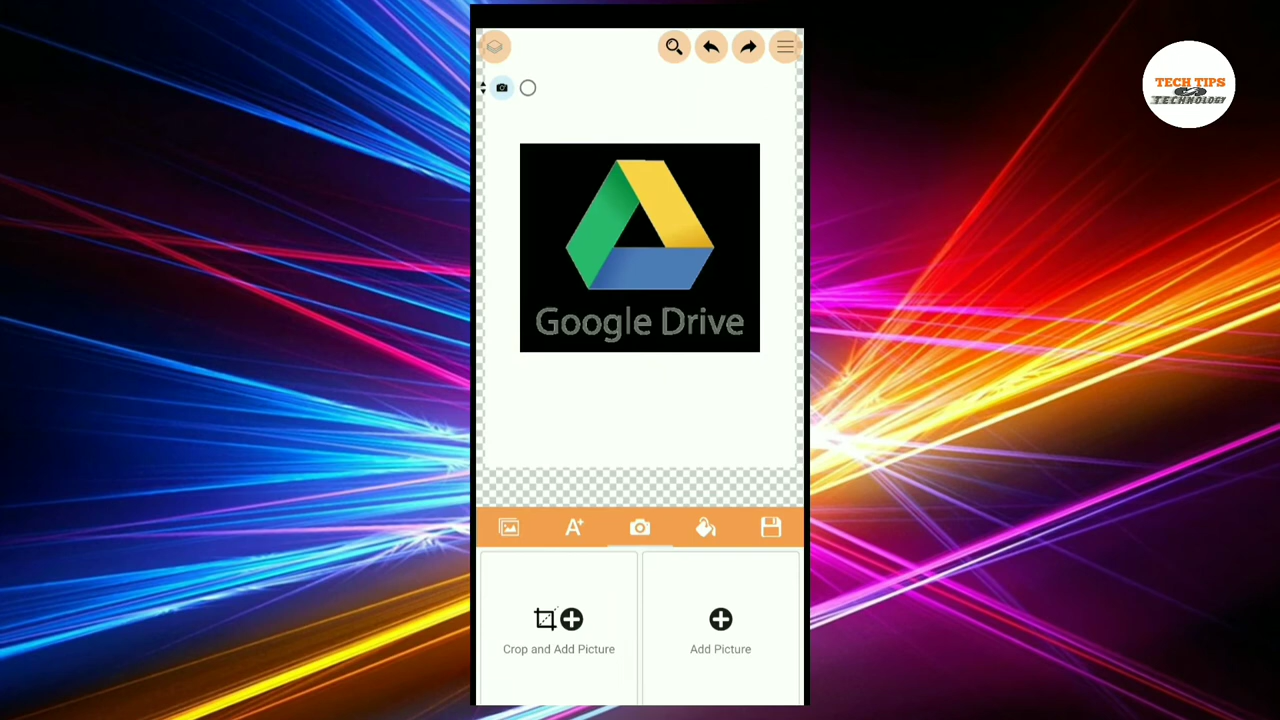 TECH TIPS
TECHNOLOGY
Google Drive
A+
Crop and Add Picture
Add Picture